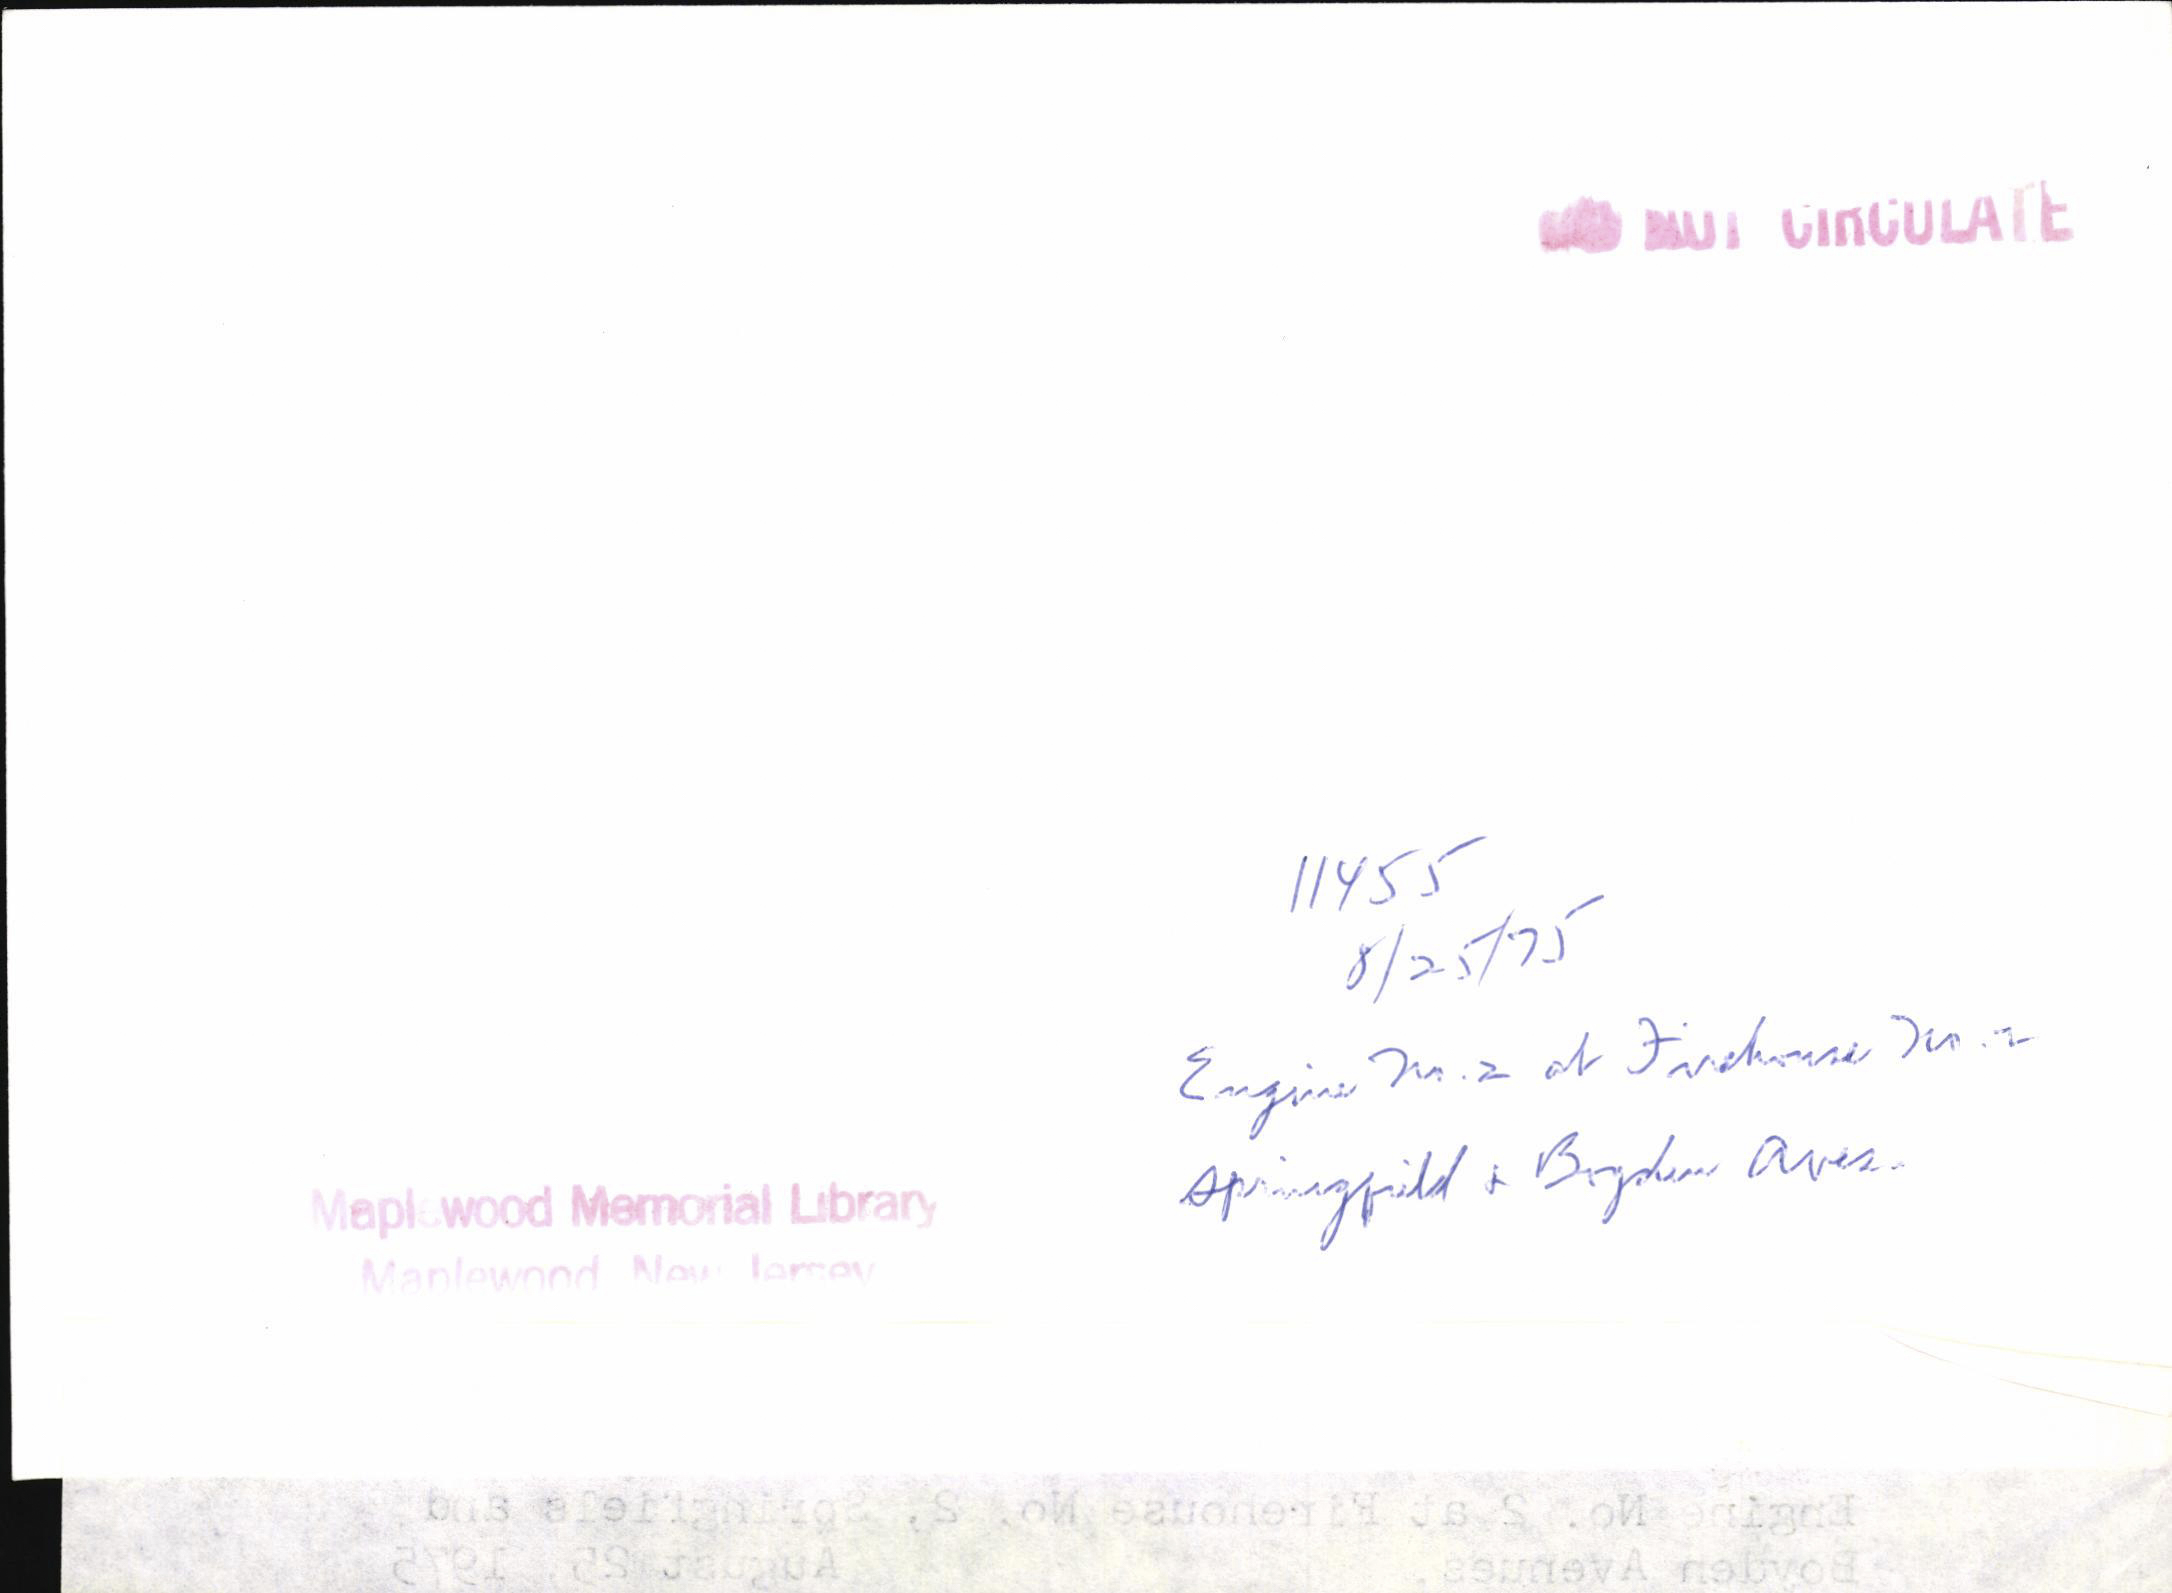 DO NOT CIRCULATE
11455
8/25/75
Engine No. 2 at Firehouse No. 2
Springfield & Boyden Aves.
Maplewood Memorial Library
Maplewood New Jersey
Engine No. 2 at Firehouse No. 2, Springfiels and
Boyden Avenues. August 25, 1975